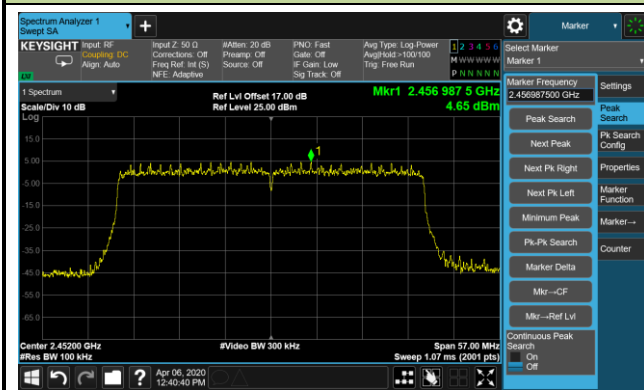 Spectrum Analyzer 1
Swept SA
+
Marker
KEYSIGHT
Input: RF
Coupling: DC
Align: Auto
Input Z: 50 Ω
Corrections: Off
Freq Ref: Int (S)
NFE: Adaptive
#Atten: 20 dB
Preamp: Off
Source: Off
PNO: Fast
Gate: Off
IF Gain: Low
Sig Track: Off
Avg Type: Log-Power
Avg|Hold:>100/100
Trig: Free Run
1 2 3 4 5 6
M W W W W W
P N N N N N
Select Marker
Marker 1
LXI
1 Spectrum
Scale/Div 10 dB
Log
Ref Lvl Offset 17.00 dB
Ref Level 25.00 dBm
Mkr1 2.456 987 5 GHz
4.65 dBm
15.0
5.00
-5.00
-15.0
-25.0
-35.0
-45.0
-55.0
-65.0
1
Center 2.45200 GHz
#Res BW 100 kHz
#Video BW 300 kHz
Span 57.00 MHz
Sweep 1.07 ms (2001 pts)
Marker Frequency
2.456987500 GHz
Peak Search
Next Peak
Next Pk Right
Next Pk Left
Minimum Peak
Pk-Pk Search
Marker Delta
Mkr→CF
Mkr→Ref Lvl
Continuous Peak
Search
On
Off
Settings
Peak
Search
Pk Search
Config
Properties
Marker
Function
Marker→
Counter
?
Apr 06, 2020
12:40:40 PM